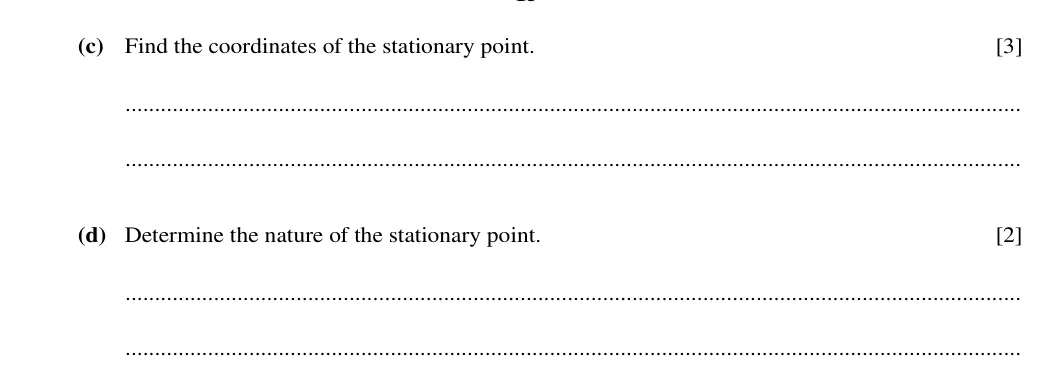 (c) Find the coordinates of the stationary point. [3]
................................................................................
................................................................................
(d) Determine the nature of the stationary point. [2]
................................................................................
................................................................................